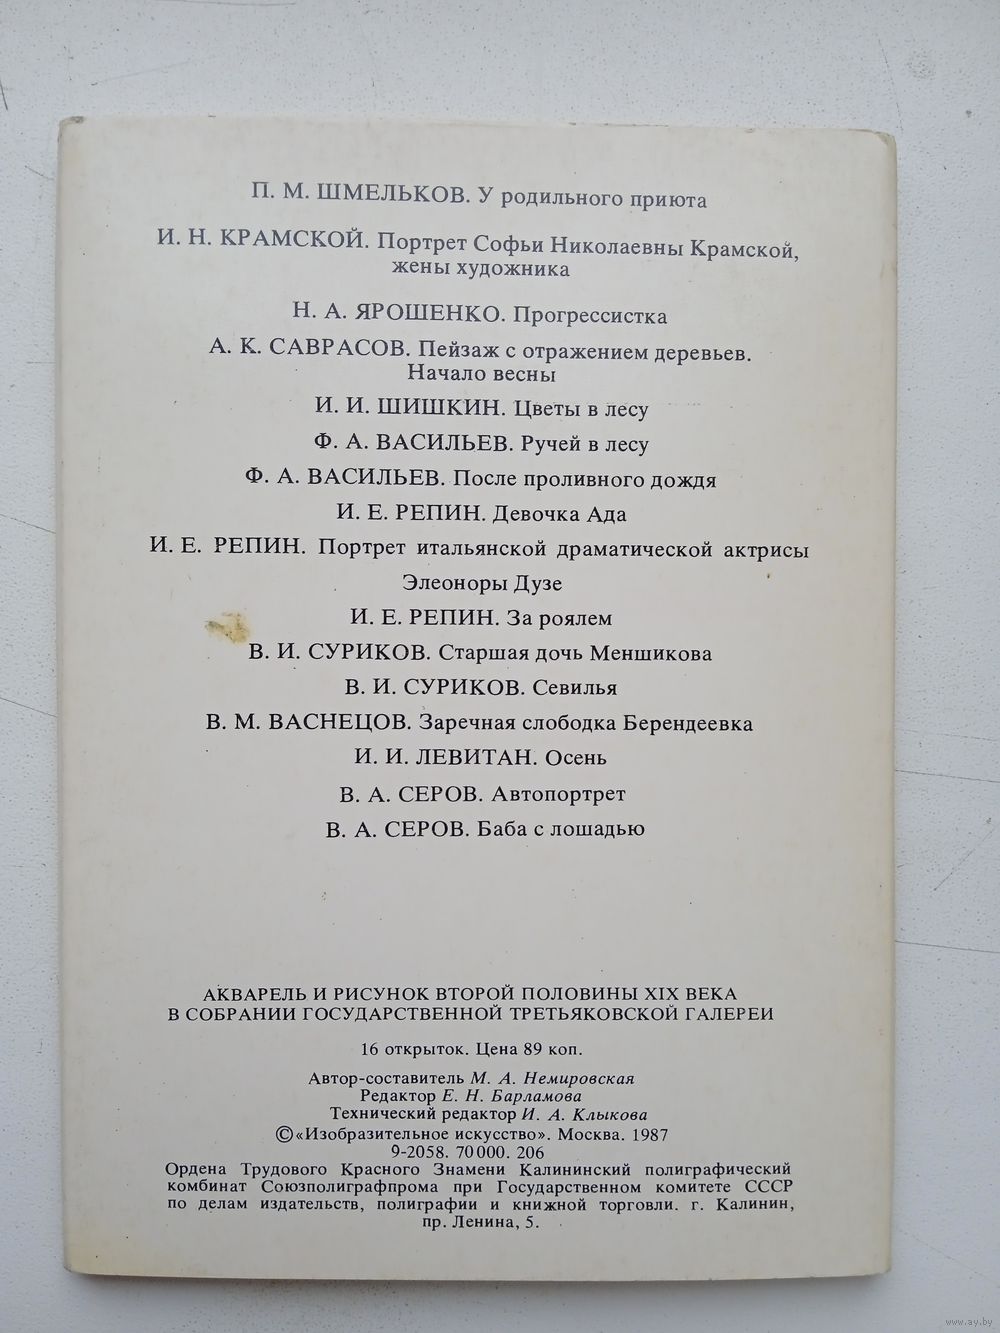 П. М. ШМЕЛЬКОВ. У родильного приюта
И. Н. КРАМСКОЙ. Портрет Софьи Николаевны Крамской,
жены художника
Н. А. ЯРОШЕНКО. Прогрессистка
А. К. САВРАСОВ. Пейзаж с отражением деревьев.
Начало весны
И. И. ШИШКИН. Цветы в лесу
Ф. А. ВАСИЛЬЕВ. Ручей в лесу
Ф. А. ВАСИЛЬЕВ. После проливного дождя
И. Е. РЕПИН. Девочка Ада
И. Е. РЕПИН. Портрет итальянской драматической актрисы
Элеоноры Дузе
И. Е. РЕПИН. За роялем
В. И. СУРИКОВ. Старшая дочь Меншикова
В. И. СУРИКОВ. Севилья
В. М. ВАСНЕЦОВ. Заречная слободка Берендеевка
И. И. ЛЕВИТАН. Осень
В. А. СЕРОВ. Автопортрет
В. А. СЕРОВ. Баба с лошадью
АКВАРЕЛЬ И РИСУНОК ВТОРОЙ ПОЛОВИНЫ XIX ВЕКА
В СОБРАНИИ ГОСУДАРСТВЕННОЙ ТРЕТЬЯКОВСКОЙ ГАЛЕРЕИ
16 открыток. Цена 89 коп.
Автор-составитель М. А. Немировская
Редактор Е. Н. Барламова
Технический редактор И. А. Клыкова
©«Изобразительное искусство». Москва. 1987
9-2058. 70000. 206
Ордена Трудового Красного Знамени Калининский полиграфический
комбинат Союзполиграфпрома при Государственном комитете СССР
по делам издательств, полиграфии и книжной торговли. г. Калинин,
пр. Ленина, 5.
www.ay.by